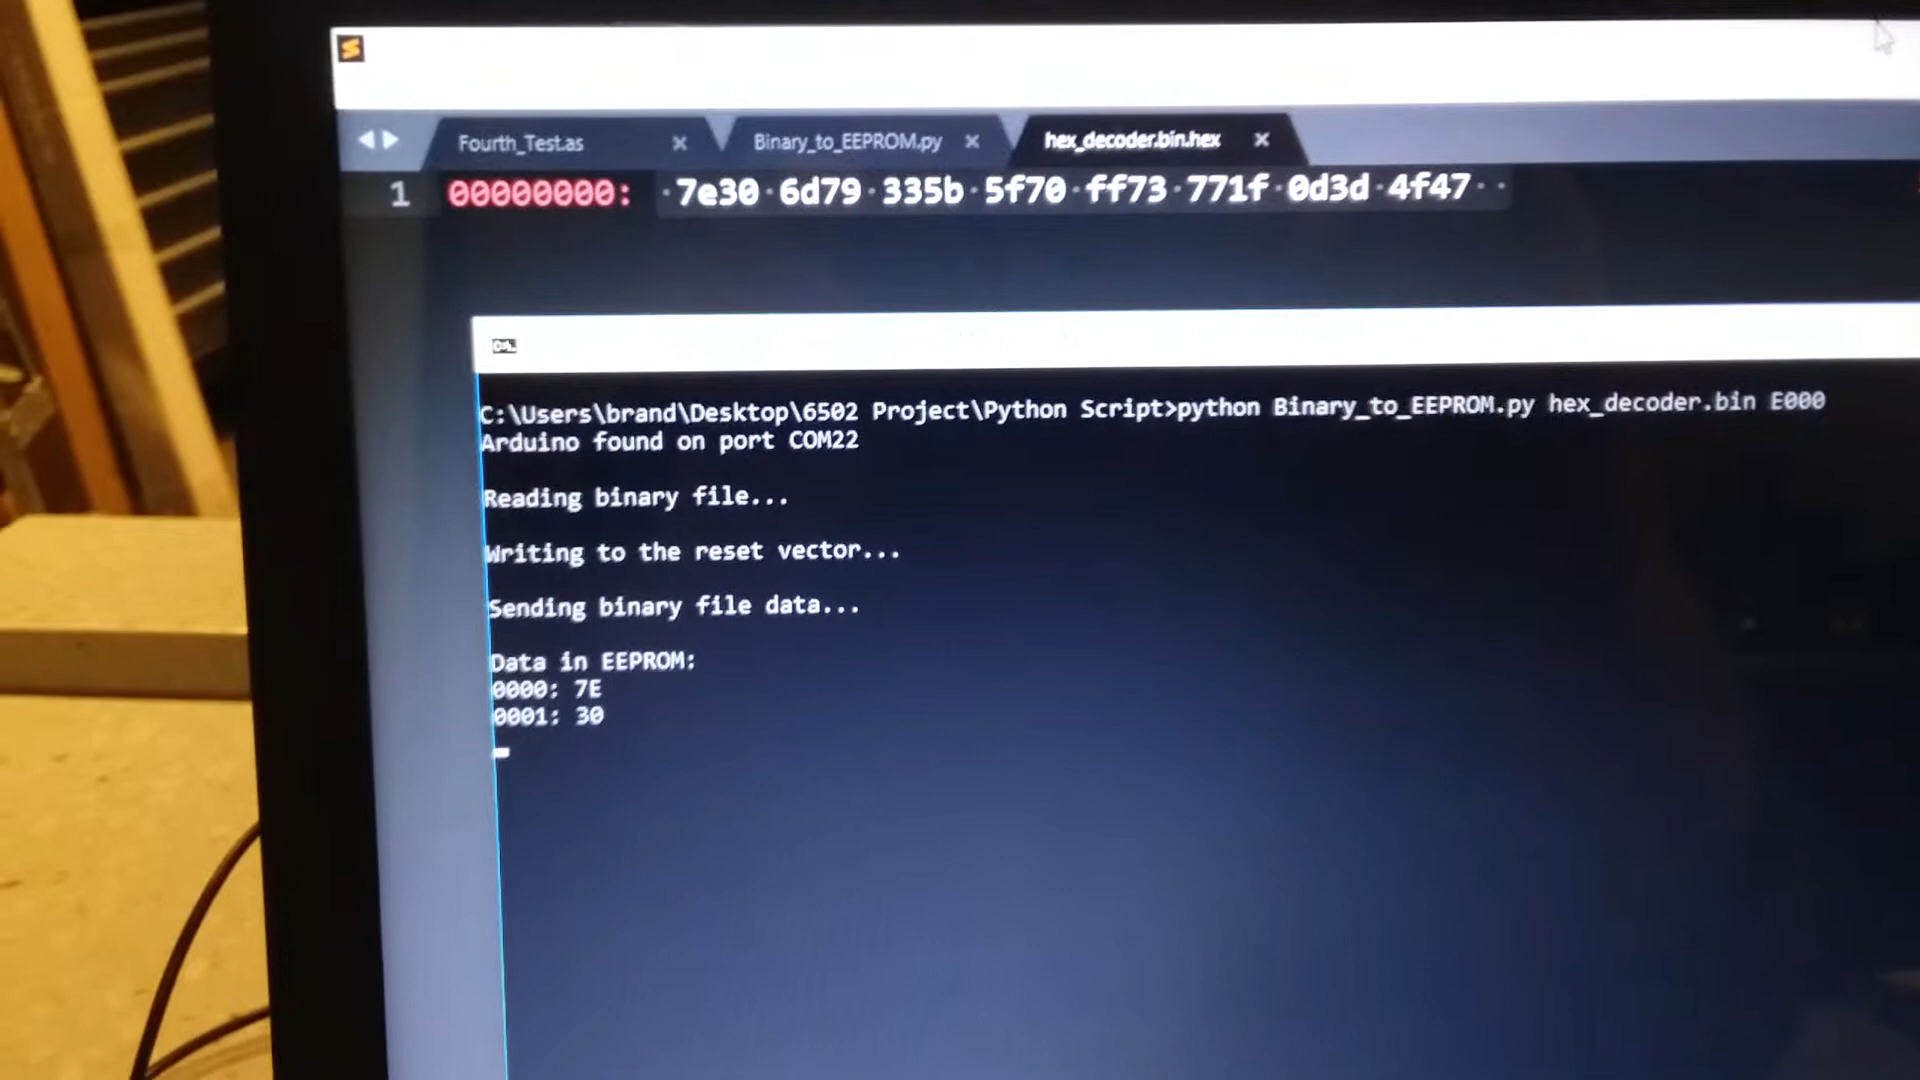 Fourth_Test.as × Binary_to_EEPROM.py × hex_decoder.bin.hex ×
1 00000000: 7e30 6d79 335b 5f70 ff73 771f 0d3d 4f47
C:\Users\brand\Desktop\6502 Project\Python Script>python Binary_to_EEPROM.py hex_decoder.bin E000
Arduino found on port COM22
Reading binary file...
Writing to the reset vector...
Sending binary file data...
Data in EEPROM:
0000: 7E
0001: 30